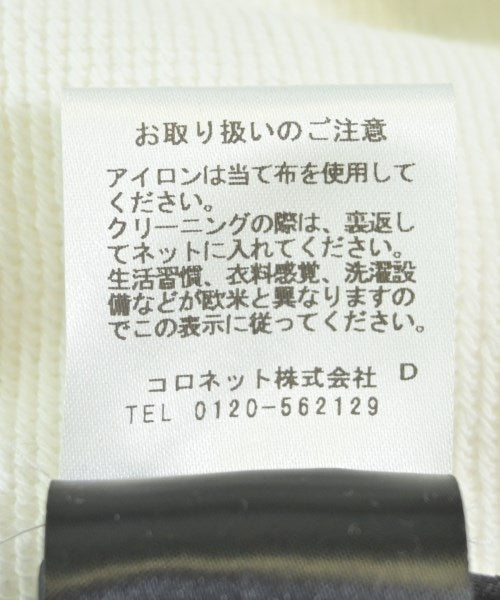 お取り扱いのご注意
アイロンは当て布を使用して
ください。
クリーニングの際は、裏返し
てネットに入れてください。
生活習慣、衣料感覚、洗濯設
備などが欧米と異なりますの
でこの表示に従ってください。
コロネット株式会社 D
TEL 0120-562129